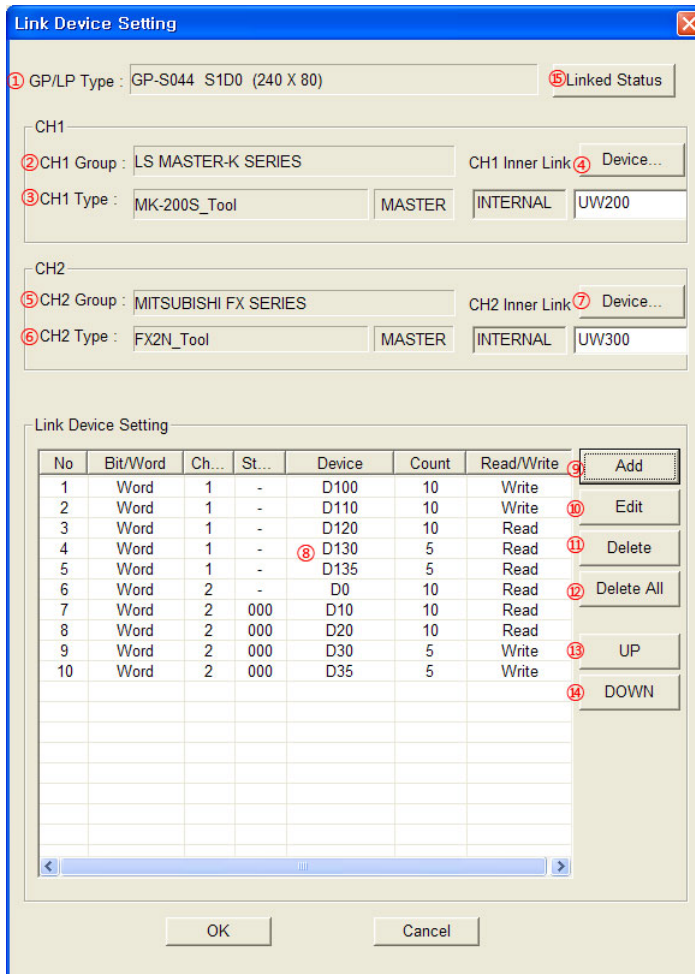 Link Device Setting
① GP/LP Type : GP-S044 S1D0 (240 X 80) ⑮ Linked Status
CH1
② CH1 Group : LS MASTER-K SERIES CH1 Inner Link ④ Device...
③ CH1 Type : MK-200S_Tool MASTER INTERNAL UW200
CH2
⑤ CH2 Group : MITSUBISHI FX SERIES CH2 Inner Link ⑦ Device...
⑥ CH2 Type : FX2N_Tool MASTER INTERNAL UW300
Link Device Setting
No Bit/Word Ch... St... Device Count Read/Write ⑨ Add
1 Word 1 - D100 10 Write
2 Word 1 - D110 10 Write ⑩ Edit
3 Word 1 - D120 10 Read
4 Word 1 - ⑧ D130 5 Read ⑪ Delete
5 Word 1 - D135 5 Read
6 Word 2 - D0 10 Read ⑫ Delete All
7 Word 2 000 D10 10 Write
8 Word 2 000 D20 10 Read
9 Word 2 000 D30 5 Write ⑬ UP
10 Word 2 000 D35 5 Write
⑭ DOWN
OK Cancel